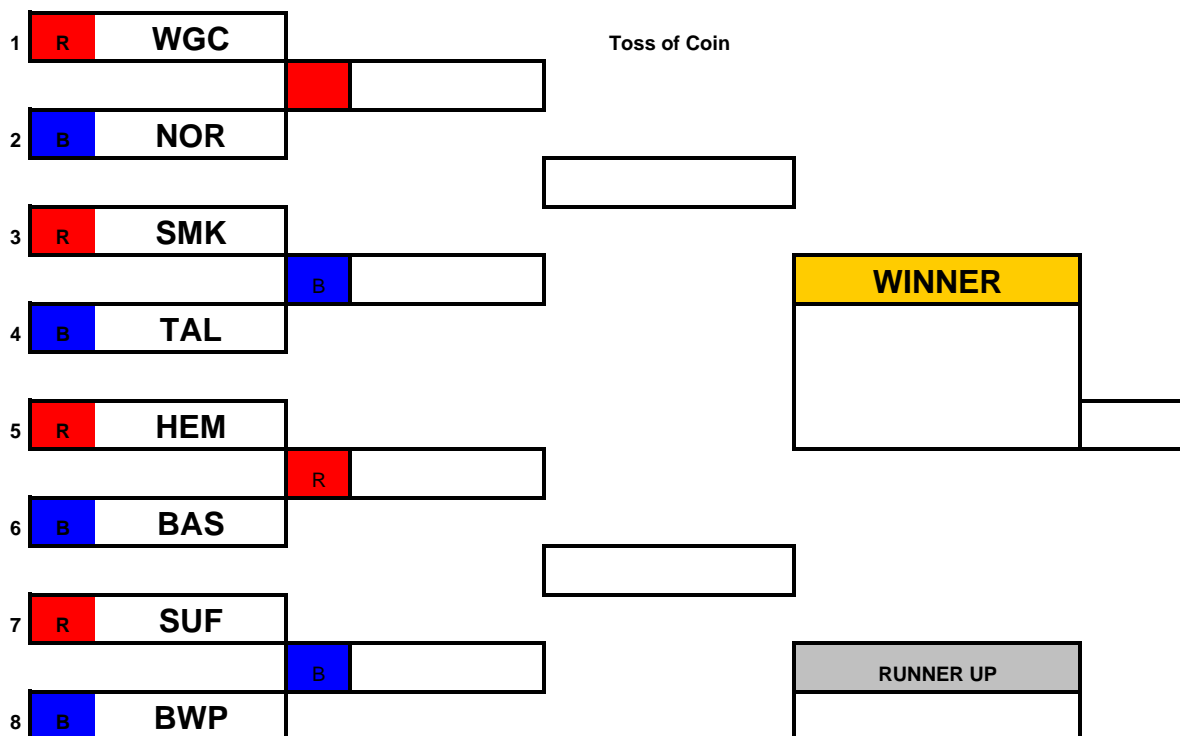 1 R WGC Toss of Coin
2 B NOR
3 R SMK
B WINNER
4 B TAL
5 R HEM
R
6 B BAS
7 R SUF
B RUNNER UP
8 B BWP